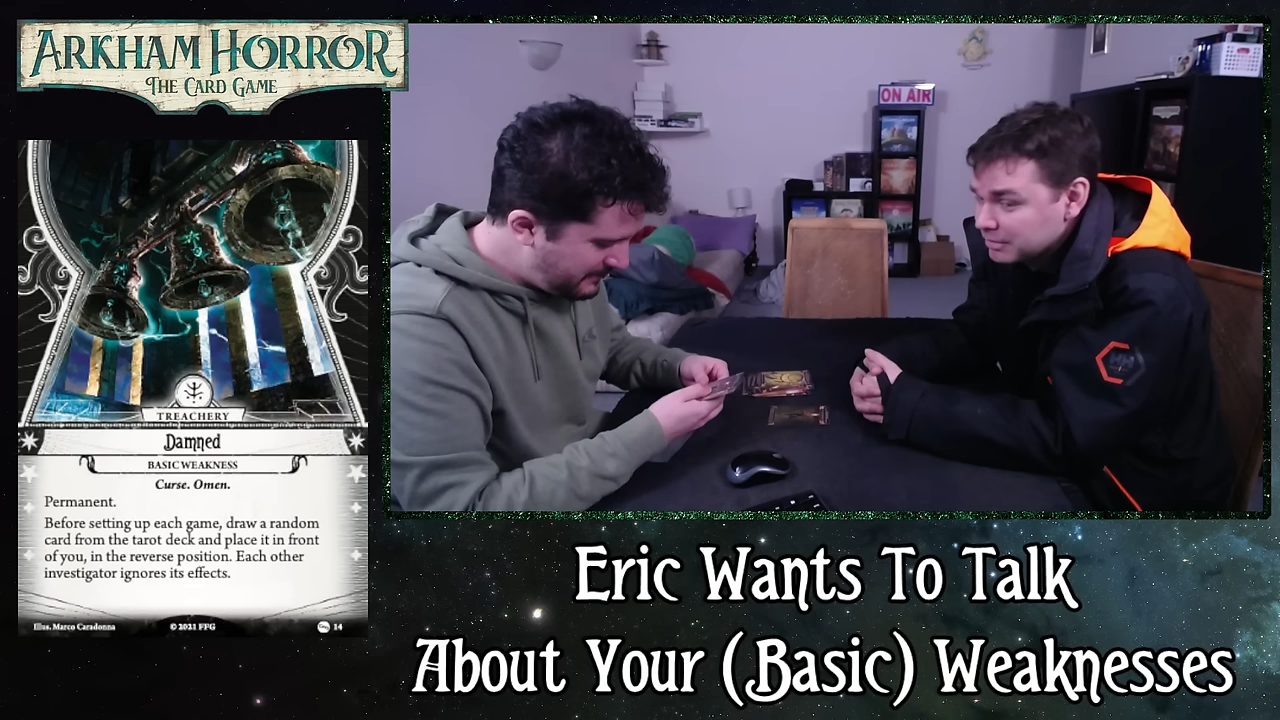 ARKHAM HORROR
THE CARD GAME
ON AIR
TREACHERY
Damned
BASIC WEAKNESS
Curse. Omen.
Permanent.
Before setting up each game, draw a random
card from the tarot deck and place it in front
of you, in the reverse position. Each other
investigator ignores its effects.
Illus. Marco Caradonna
© 2021 FFG
14
Eric Wants To Talk
About Your (Basic) Weaknesses